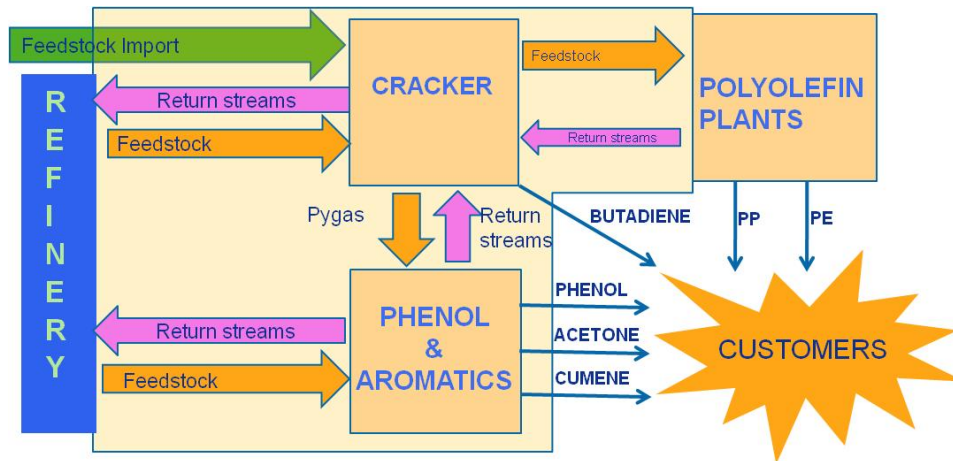 Feedstock Import
REFINERY
Return streams
Feedstock
CRACKER
Feedstock
Return streams
POLYOLEFIN
PLANTS
Pygas
Return
streams
BUTADIENE
PP
PE
Return streams
Feedstock
PHENOL
&
AROMATICS
PHENOL
ACETONE
CUMENE
CUSTOMERS